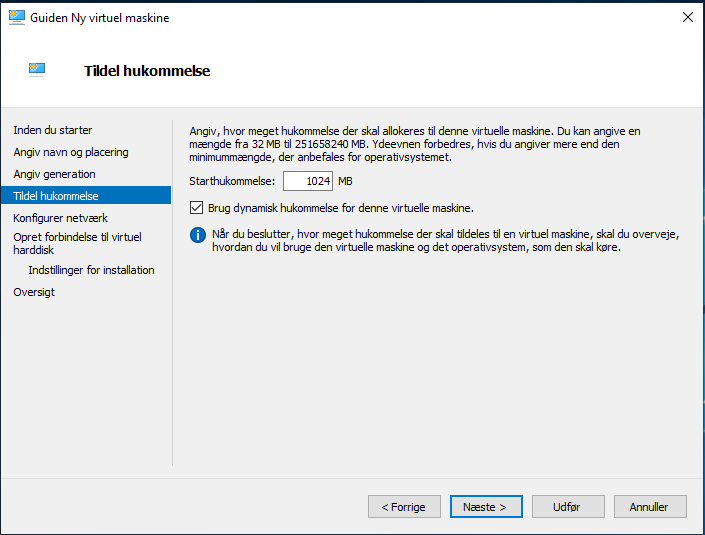 Guiden Ny virtuel maskine
Tildel hukommelse
Inden du starter
Angiv navn og placering
Angiv generation
Tildel hukommelse
Konfigurer netværk
Opret forbindelse til virtuel
harddisk
Indstillinger for installation
Oversigt
Angiv, hvor meget hukommelse der skal allokeres til denne virtuelle maskine. Du kan angive en
mængde fra 32 MB til 251658240 MB. Ydeevnen forbedres, hvis du angiver mere end den
minimummængde, der anbefales for operativsystemet.
Starthukommelse: 1024 MB
Brug dynamisk hukommelse for denne virtuelle maskine.
Når du beslutter, hvor meget hukommelse der skal tildeles til en virtuel maskine, skal du overveje,
hvordan du vil bruge den virtuelle maskine og det operativsystem, som den skal køre.
< Forrige
Næste >
Udfør
Annuller